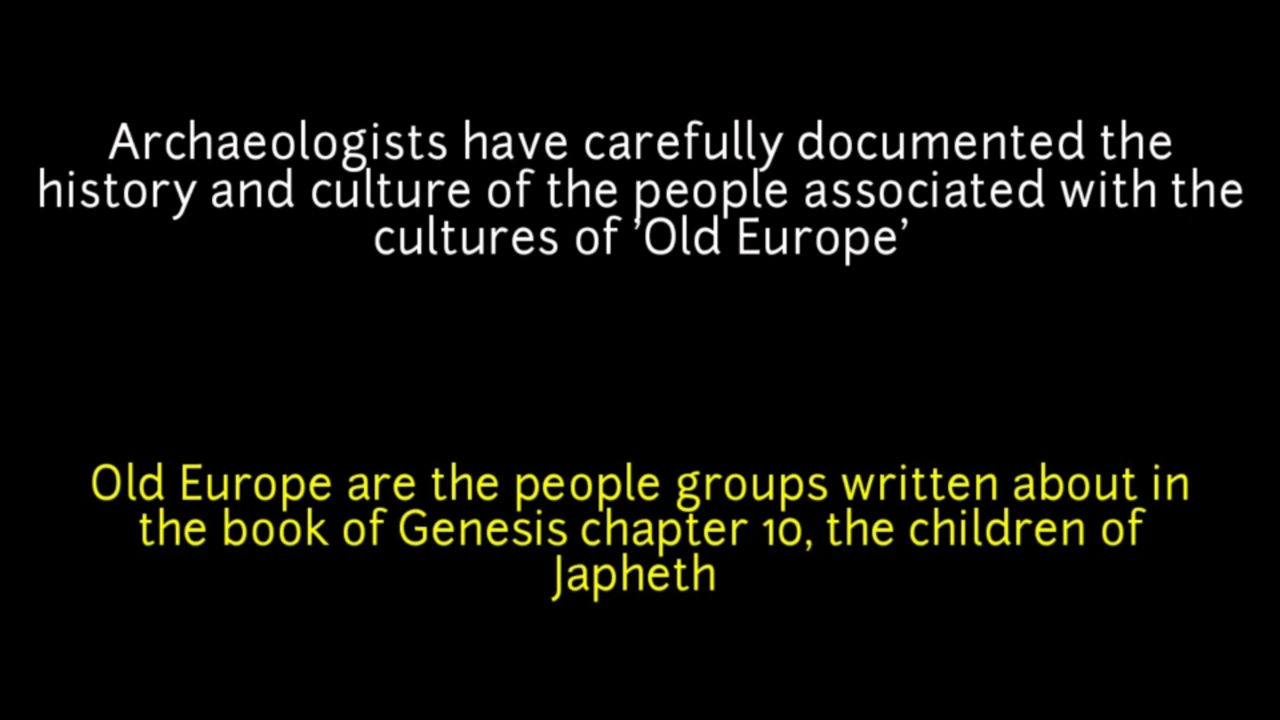 Archaeologists have carefully documented the
history and culture of the people associated with the
cultures of 'Old Europe'
Old Europe are the people groups written about in
the book of Genesis chapter 10, the children of
Japheth